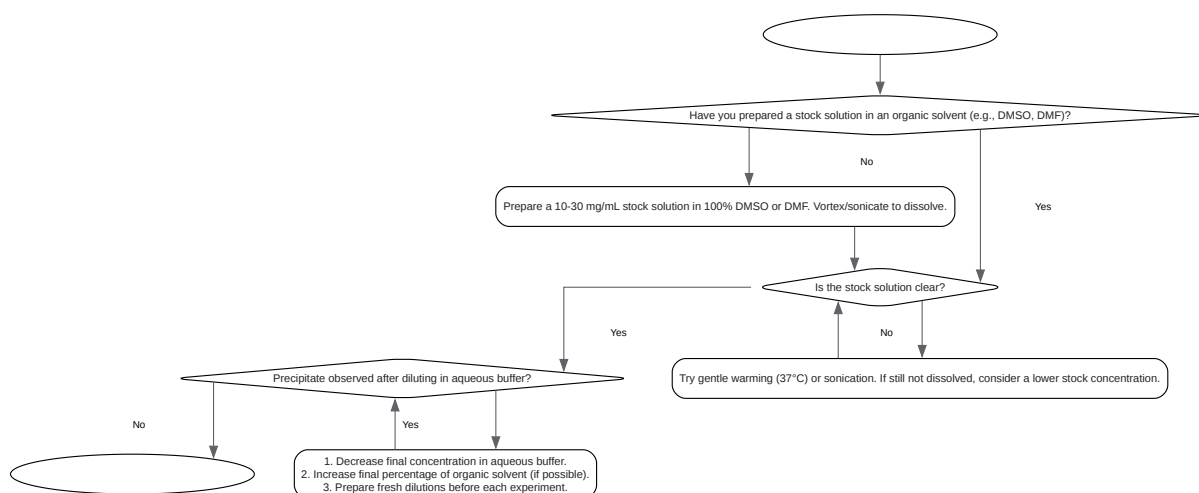 Have you prepared a stock solution in an organic solvent (e.g., DMSO, DMF)?
No
Prepare a 10-30 mg/mL stock solution in 100% DMSO or DMF. Vortex/sonicate to dissolve.
Yes
Is the stock solution clear?
Yes
No
Try gentle warming (37°C) or sonication. If still not dissolved, consider a lower stock concentration.
Precipitate observed after diluting in aqueous buffer?
No
Yes
1. Decrease final concentration in aqueous buffer.
2. Increase final percentage of organic solvent (if possible).
3. Prepare fresh dilutions before each experiment.